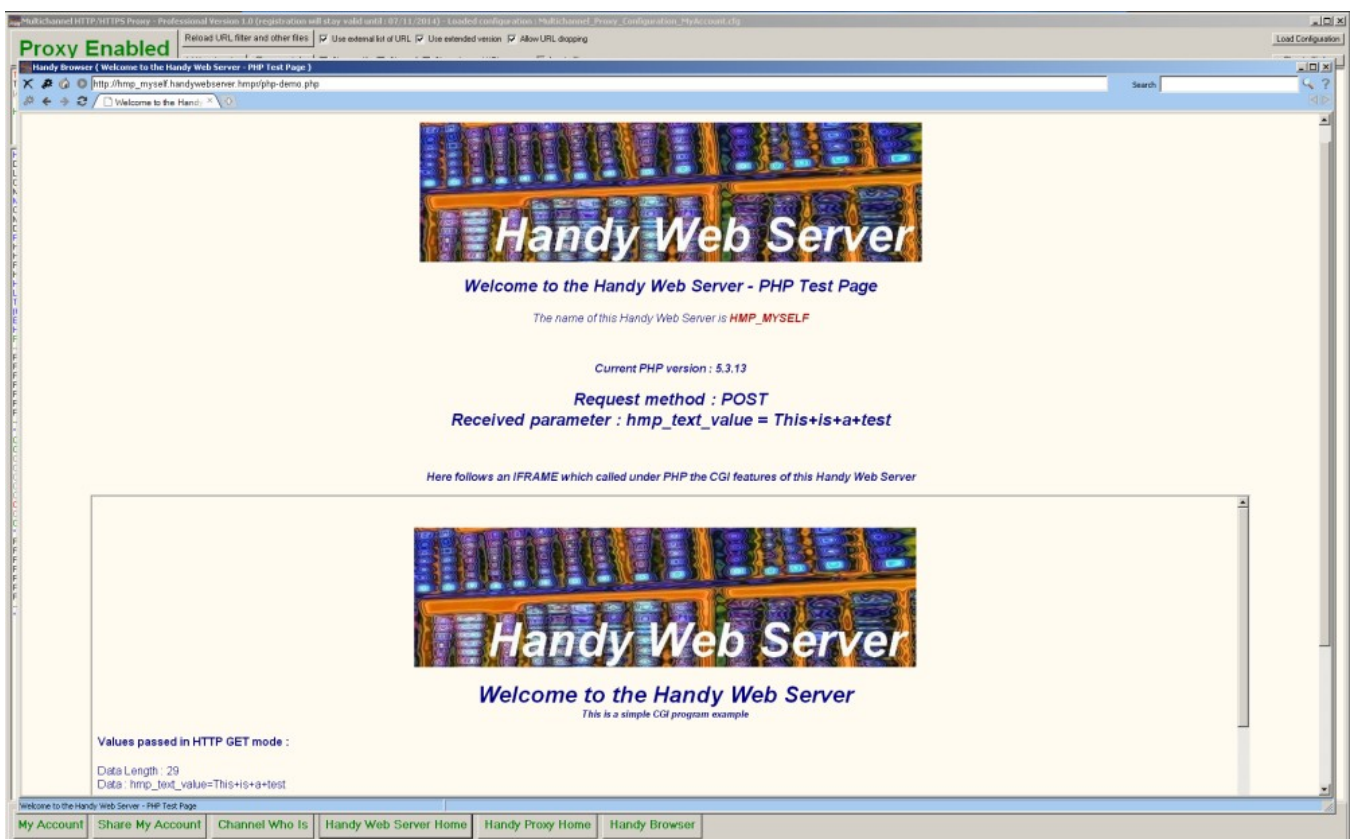 Multichannel HTTP/HTTPS Proxy - Professional Version 1.0 (registration will stay valid until : 07/11/2014) - Loaded configuration : Multichannel_Proxy_Configuration_MyAccount.cfg
Proxy Enabled
Reload URL, filter and other files
Use external list of URL
Use extended version
Allow URL dropping
Load Configuration
Handy Browser ( Welcome to the Handy Web Server - PHP Test Page )
http://hmp_myself.handywebserver.hmpr/php-demo.php
Search
Welcome to the Handy
Handy Web Server
Welcome to the Handy Web Server - PHP Test Page
The name of this Handy Web Server is HMP_MYSELF
Current PHP version : 5.3.13
Request method : POST
Received parameter : hmp_text_value = This+is+a+test
Here follows an IFRAME which called under PHP the CGI features of this Handy Web Server
Handy Web Server
Welcome to the Handy Web Server
This is a simple CGI program example
Values passed in HTTP GET mode :
Data Length : 29
Data : hmp_text_value=This+is+a+test
Welcome to the Handy Web Server - PHP Test Page
My Account
Share My Account
Channel Who Is
Handy Web Server Home
Handy Proxy Home
Handy Browser